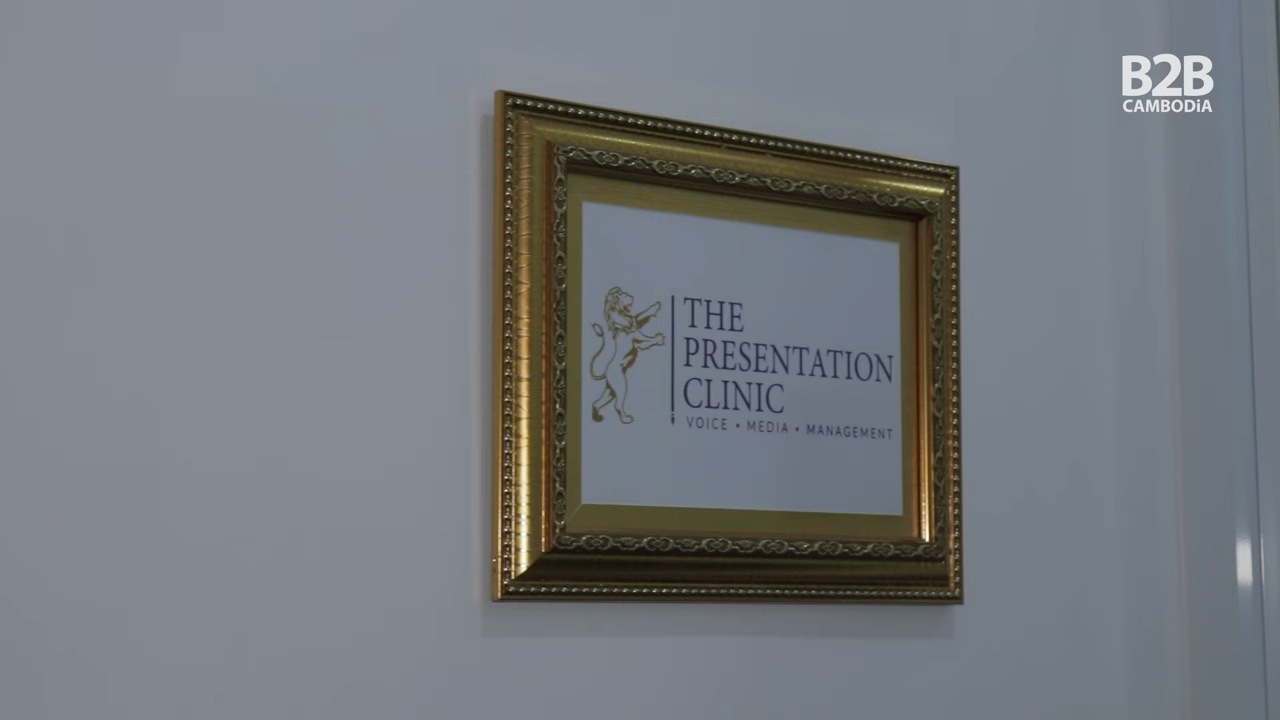 B2B
CAMBODiA
THE
PRESENTATION
CLINIC
VOICE • MEDIA • MANAGEMENT